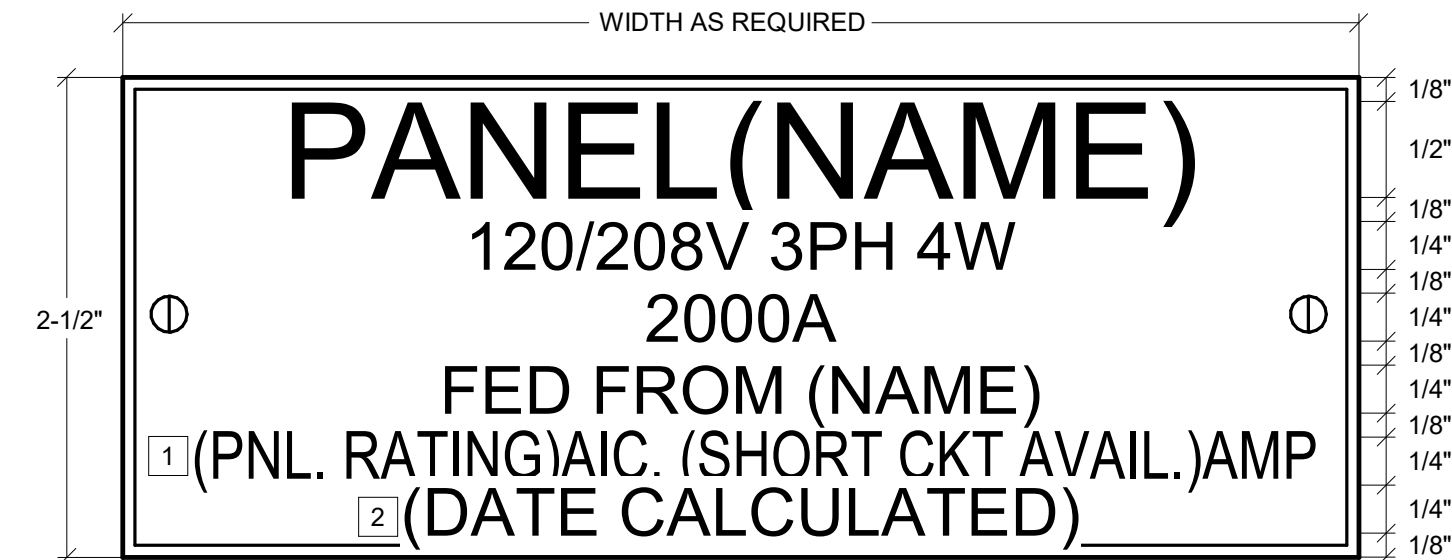 WIDTH AS REQUIRED
PANEL(NAME)
120/208V 3PH 4W
2000A
FED FROM (NAME)
1 (PNL. RATING)AIC. (SHORT CKT AVAIL.)AMP
2 (DATE CALCULATED)
2-1/2"
1/8"
1/2"
1/8"
1/4"
1/8"
1/4"
1/8"
1/4"
1/8"
1/4"
1/4"
1/8"